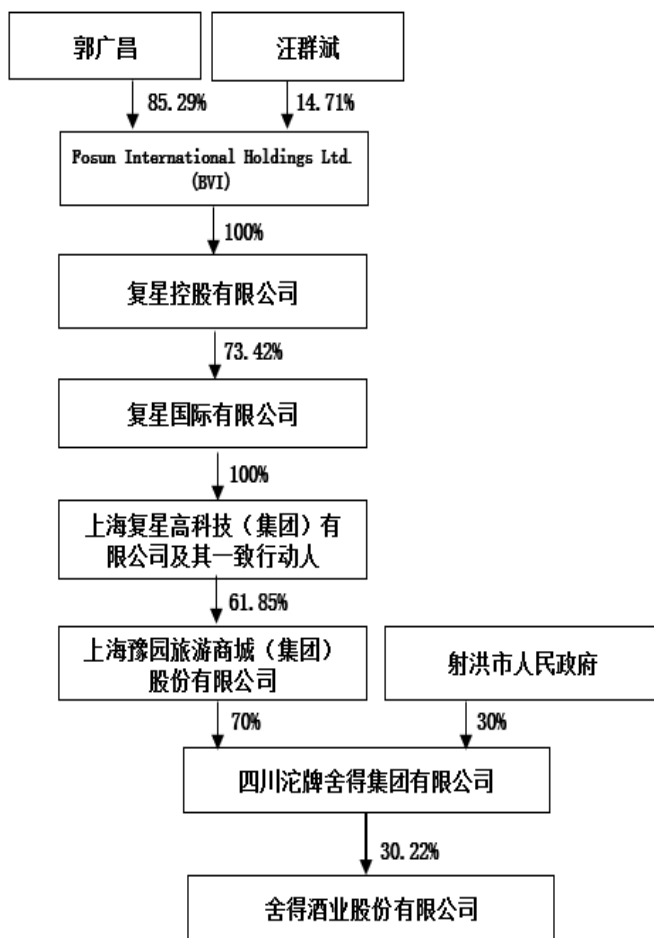 郭广昌
汪群斌
85.29%
14.71%
Fosun International Holdings Ltd.
(BVI)
100%
复星控股有限公司
73.42%
复星国际有限公司
100%
上海复星高科技（集团）有
限公司及其一致行动人
61.85%
上海豫园旅游商城（集团）
股份有限公司
射洪市人民政府
70%
30%
四川沱牌舍得集团有限公司
30.22%
舍得酒业股份有限公司